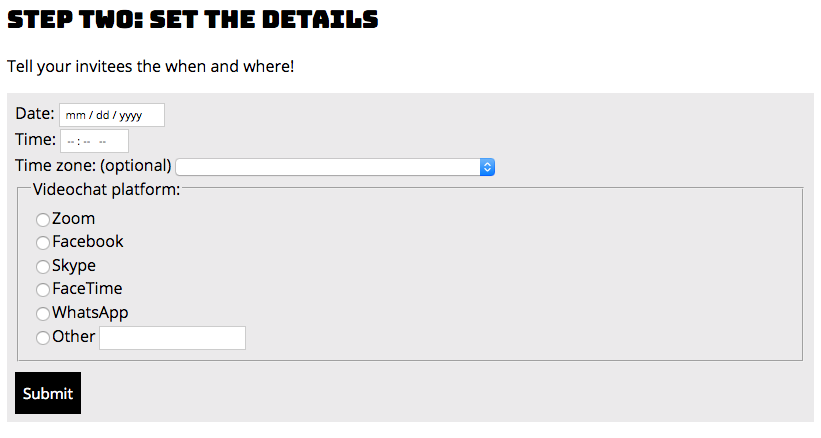 STEP TWO: SET THE DETAILS
Tell your invitees the when and where!
Date: mm / dd / yyyy
Time: -- : -- --
Time zone: (optional)
Videochat platform:
Zoom
Facebook
Skype
FaceTime
WhatsApp
Other
Submit